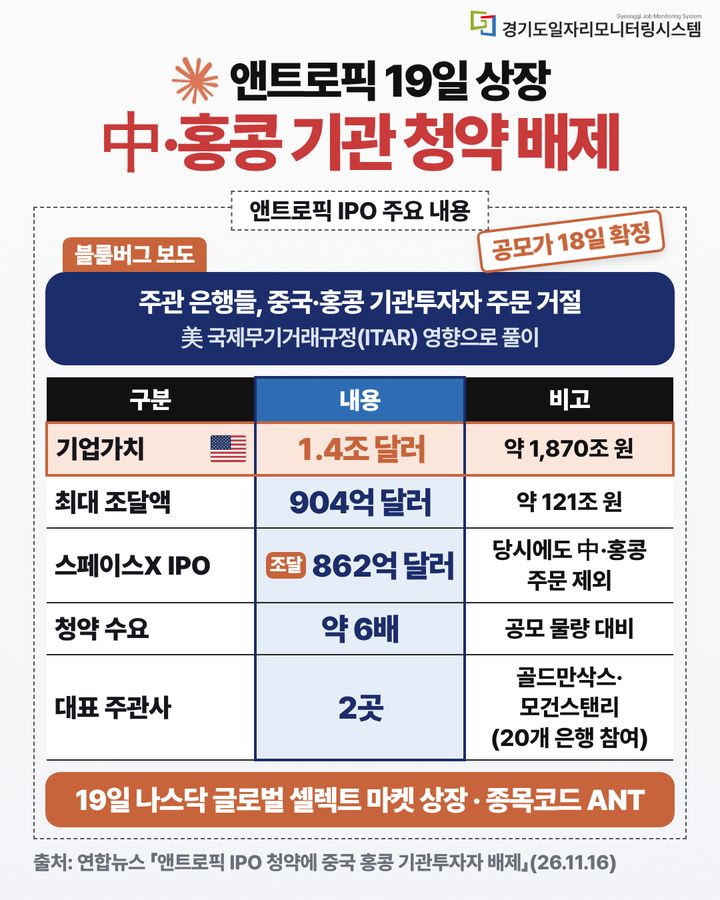 Gyeonggi Job Monitoring System
경기도일자리모니터링시스템
앤트로픽 19일 상장
中·홍콩 기관 청약 배제
앤트로픽 IPO 주요 내용
블룸버그 보도
공모가 18일 확정
주관 은행들, 중국·홍콩 기관투자자 주문 거절
美 국제무기거래규정(ITAR) 영향으로 풀이
구분 내용 비고
기업가치 1.4조 달러 약 1,870조 원
최대 조달액 904억 달러 약 121조 원
스페이스X IPO 조달 862억 달러 당시에도 中·홍콩
주문 제외
청약 수요 약 6배 공모 물량 대비
대표 주관사 2곳 골드만삭스·
모건스탠리
(20개 은행 참여)
19일 나스닥 글로벌 셀렉트 마켓 상장 · 종목코드 ANT
출처: 연합뉴스 『앤트로픽 IPO 청약에 중국 홍콩 기관투자자 배제』(26.11.16)